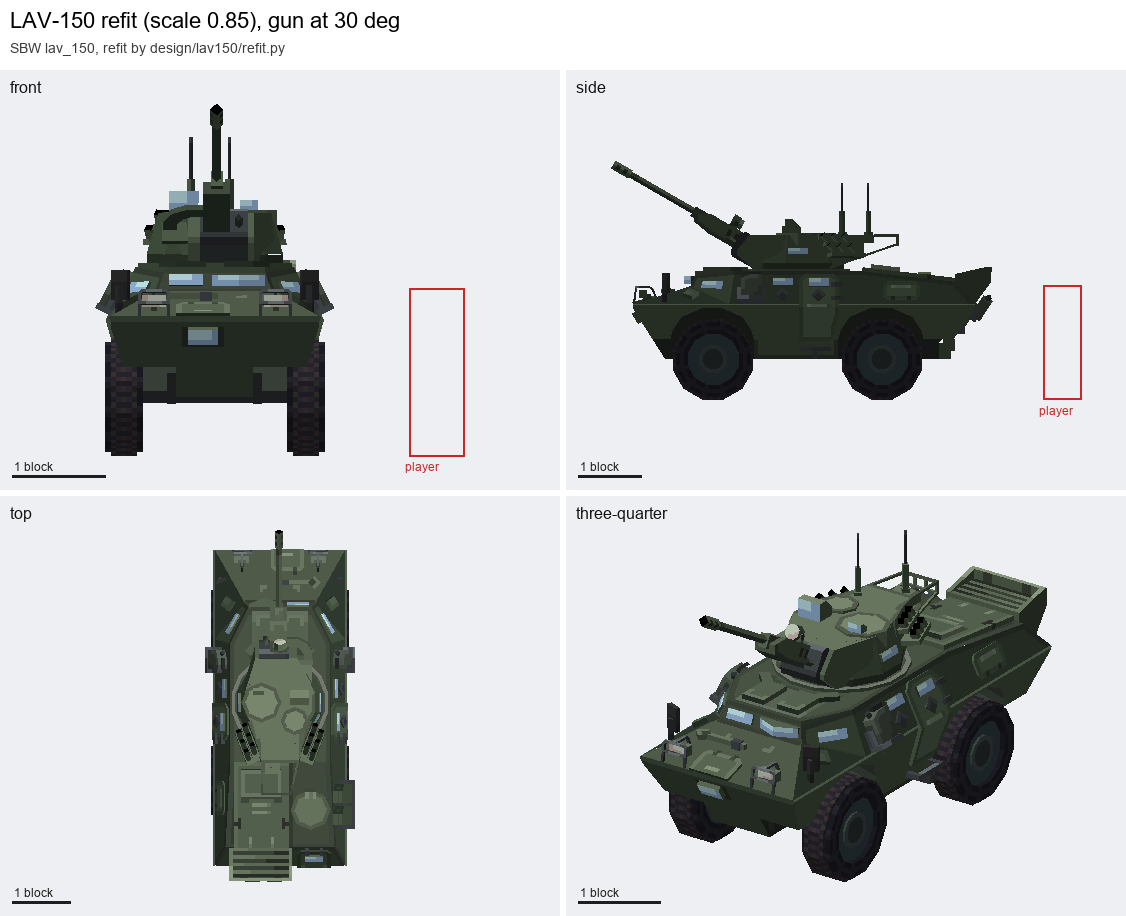 LAV-150 refit (scale 0.85), gun at 30 deg
SBW lav_150, refit by design/lav150/refit.py
front
side
player
1 block
player
1 block
top
three-quarter
1 block
1 block